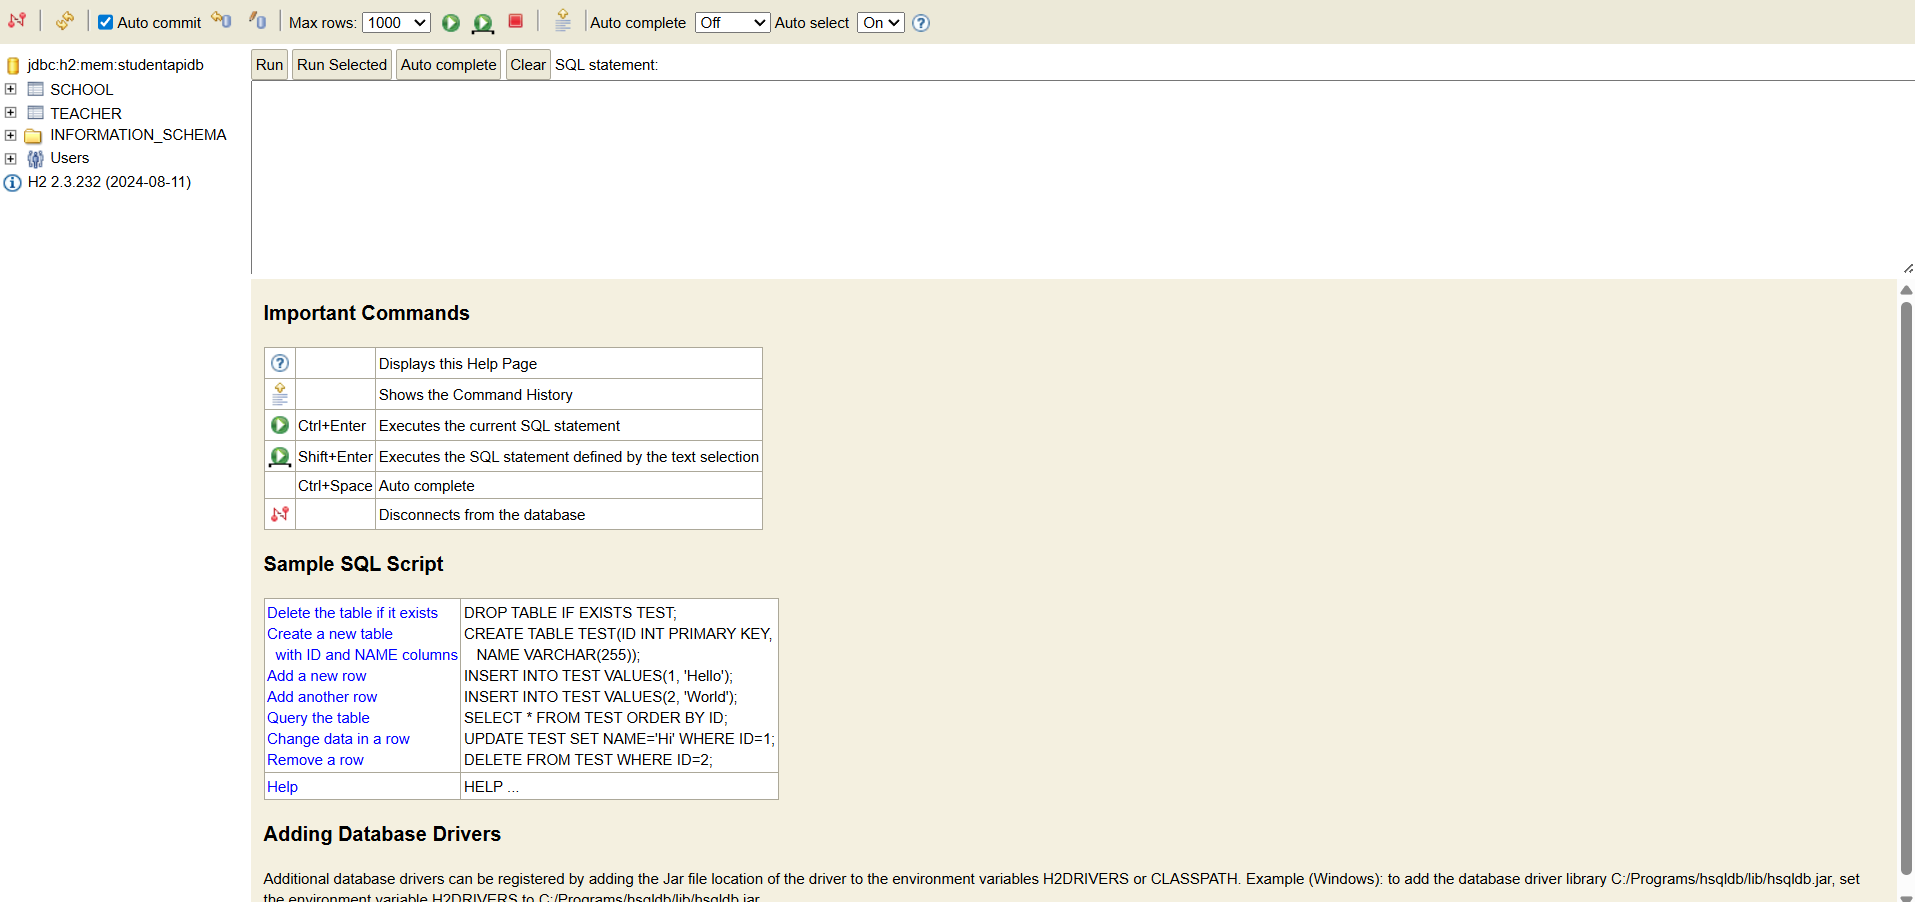 Auto commit Max rows: 1000 Auto complete Off Auto select On
jdbc:h2:mem:studentapidb
SCHOOL
TEACHER
INFORMATION_SCHEMA
Users
H2 2.3.232 (2024-08-11)
Run Run Selected Auto complete Clear SQL statement:
Important Commands
Displays this Help Page
Shows the Command History
Ctrl+Enter Executes the current SQL statement
Shift+Enter Executes the SQL statement defined by the text selection
Ctrl+Space Auto complete
Disconnects from the database
Sample SQL Script
Delete the table if it exists DROP TABLE IF EXISTS TEST;
Create a new table CREATE TABLE TEST(ID INT PRIMARY KEY,
with ID and NAME columns NAME VARCHAR(255));
Add a new row INSERT INTO TEST VALUES(1, 'Hello');
Add another row INSERT INTO TEST VALUES(2, 'World');
Query the table SELECT * FROM TEST ORDER BY ID;
Change data in a row UPDATE TEST SET NAME='Hi' WHERE ID=1;
Remove a row DELETE FROM TEST WHERE ID=2;
Help HELP ...
Adding Database Drivers
Additional database drivers can be registered by adding the Jar file location of the driver to the environment variables H2DRIVERS or CLASSPATH. Example (Windows): to add the database driver library C:/Programs/hsqldb/lib/hsqldb.jar, set
the environment variable H2DRIVERS to C:/Programs/hsqldb/lib/hsqldb.jar.